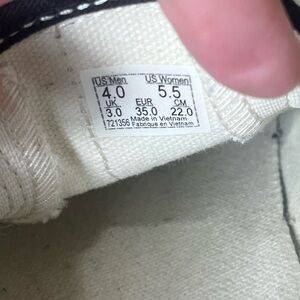 US Men US Women
4.0 5.5
UK EUR CM
3.0 35.0 22.0
721356 Made in Vietnam
Fabriqué en Vietnam